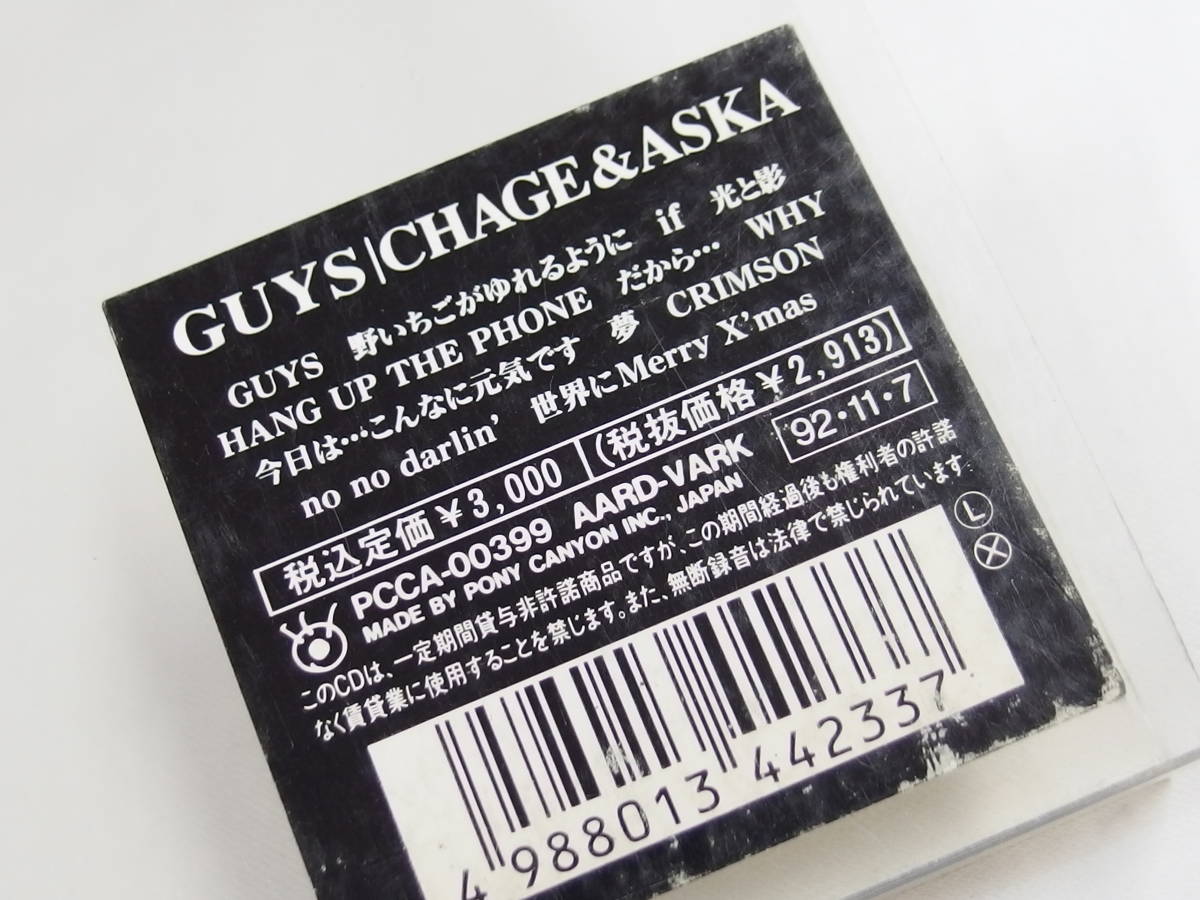 GUYS|CHAGE&ASKA
GUYS 野いちごがゆれるように if 光と影
HANG UP THE PHONE だから… WHY
今日は…こんなに元気です 夢 CRIMSON
no no darlin' 世界にMerry X'mas
税込定価¥3,000 (税抜価格¥2,913)
PCCA-00399 AARD-VARK 92・11・7
MADE BY PONY CANYON INC., JAPAN
このCDは、一定期間貸与非許諾商品ですが、この期間経過後も権利者の許諾
なく賃貸業に使用することを禁じます。また、無断録音は法律で禁じられています
L
X
4 988013 442337